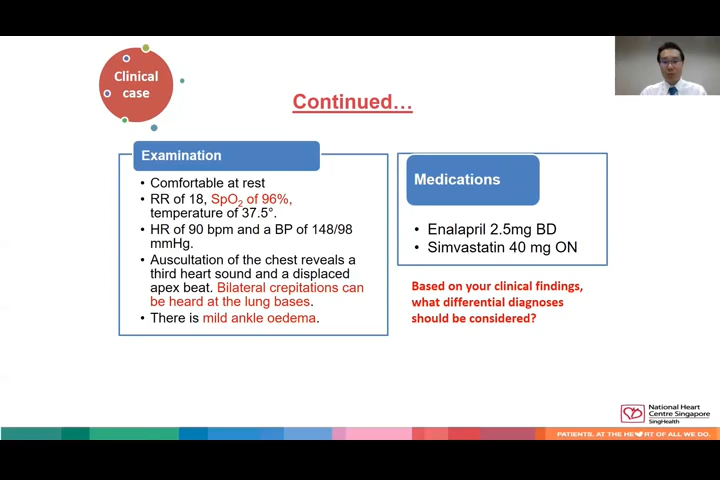 Clinical
case
Continued…
Examination
• Comfortable at rest
• RR of 18, SpO2 of 96%,
temperature of 37.5°.
• HR of 90 bpm and a BP of 148/98
mmHg.
• Auscultation of the chest reveals a
third heart sound and a displaced
apex beat. Bilateral crepitations can
be heard at the lung bases.
• There is mild ankle oedema.
Medications
• Enalapril 2.5mg BD
• Simvastatin 40 mg ON
Based on your clinical findings,
what differential diagnoses
should be considered?
National Heart
Centre Singapore
SingHealth
PATIENTS. AT THE HE RT OF ALL WE DO.